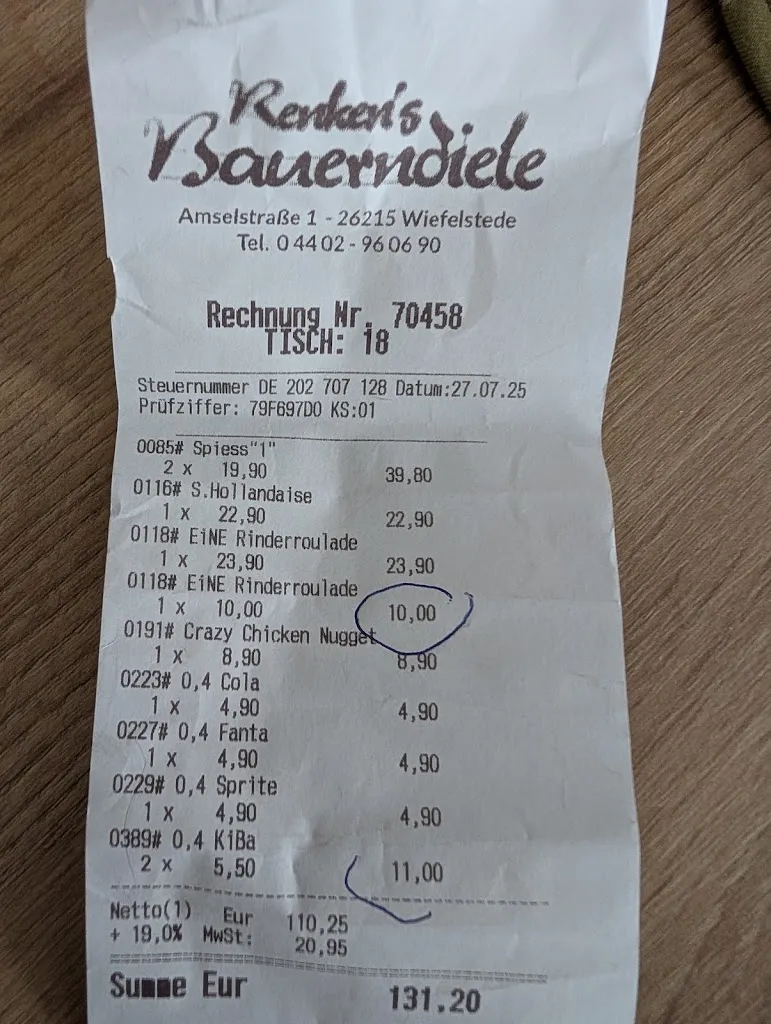 Renken's
Bauerndiele
Amselstraße 1 - 26215 Wiefelstede
Tel. 0 44 02 - 96 06 90
Rechnung Nr. 70458
TISCH: 18
Steuernummer DE 202 707 128 Datum:27.07.25
Prüfziffer: 79F697D0 KS:01
0085# Spiess"1"
2 x 19,90 39,80
0116# S.Hollandaise
1 x 22,90 22,90
0118# EiNE Rinderroulade
1 x 23,90 23,90
0118# EiNE Rinderroulade
1 x 10,00 10,00
0191# Crazy Chicken Nugget
1 x 8,90 8,90
0223# 0,4 Cola
1 x 4,90 4,90
0227# 0,4 Fanta
1 x 4,90 4,90
0229# 0,4 Sprite
1 x 4,90 4,90
0389# 0,4 KiBa
2 x 5,50 11,00
Netto(1) Eur 110,25
+ 19,0% MwSt: 20,95
Summe Eur 131,20